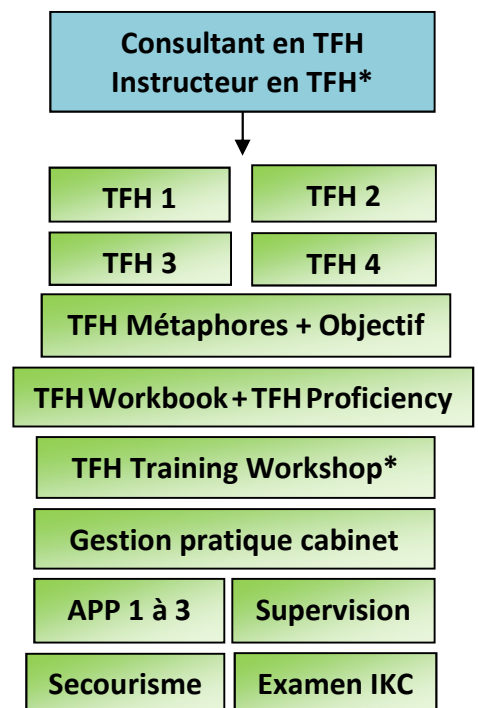 Consultant en TFH
Instructeur en TFH*
TFH 1
TFH 2
TFH 3
TFH 4
TFH Métaphores + Objectif
TFH Workbook + TFH Proficiency
TFH Training Workshop*
Gestion pratique cabinet
APP 1 à 3
Supervision
Secourisme
Examen IKC